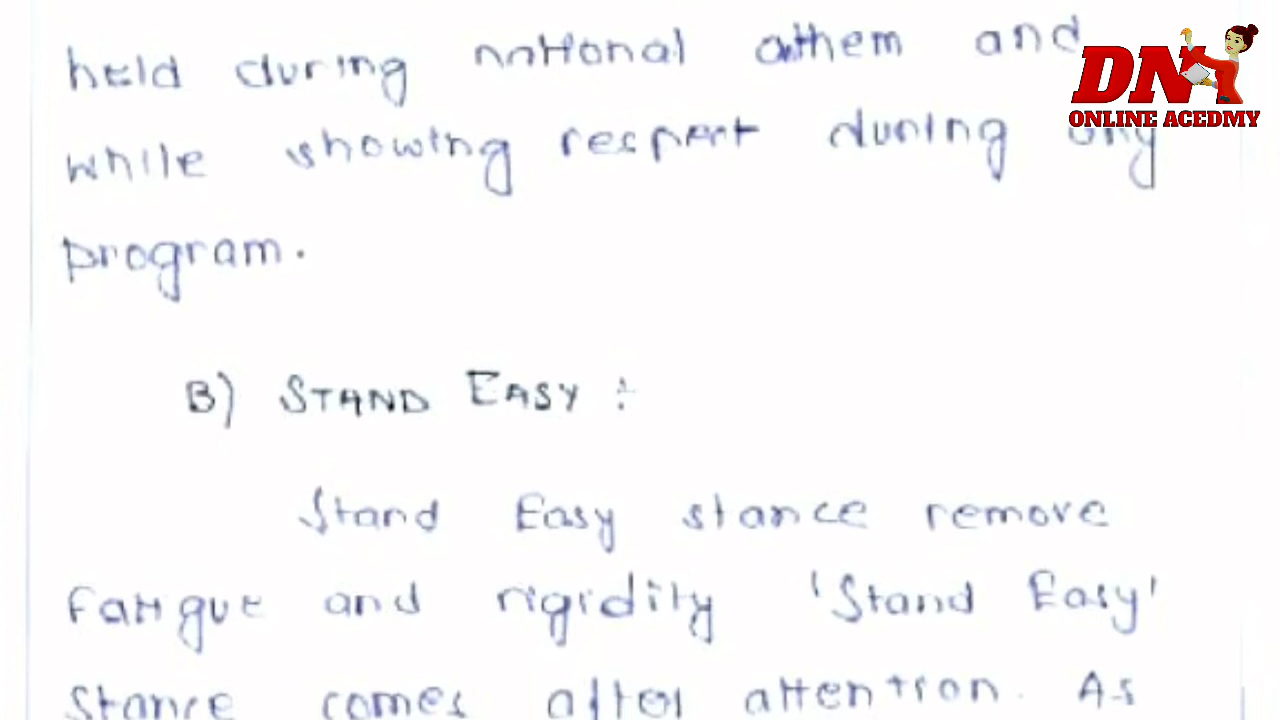 held during national athem and
while showing respect during any
program.
B) STAND EASY :
Stand Easy stance remove
Fatigue and rigidity 'Stand Easy'
Stance comes after attention. As
DN
ONLINE ACEDMY